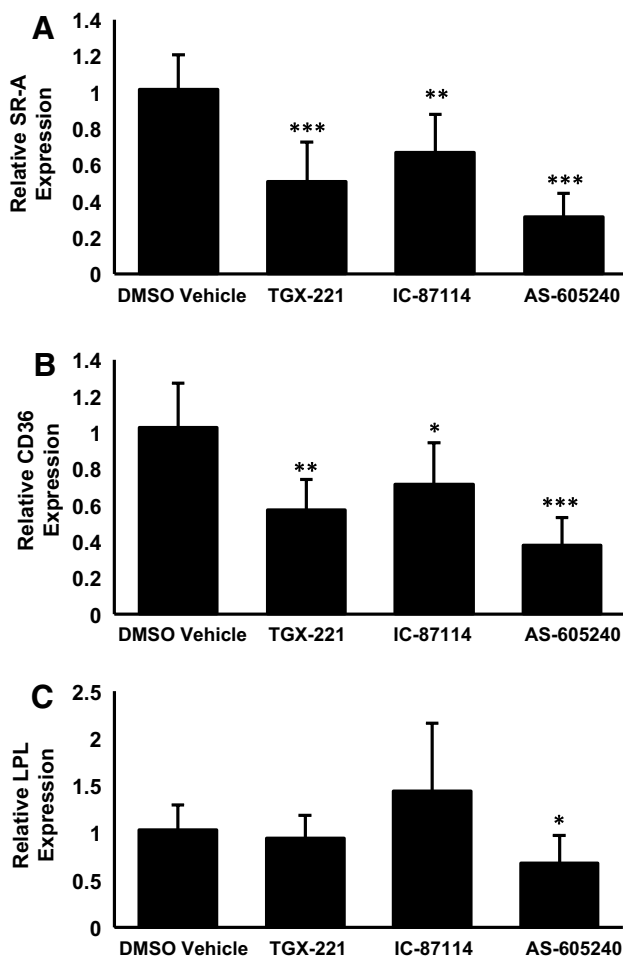 A
Relative SR-A
Expression
1.4
1.2
1
0.8
0.6
0.4
0.2
0
***
**
***
DMSO Vehicle TGX-221 IC-87114 AS-605240
B
Relative CD36
Expression
1.4
1.2
1
0.8
0.6
0.4
0.2
0
**
*
***
DMSO Vehicle TGX-221 IC-87114 AS-605240
C
Relative LPL
Expression
2.5
2
1.5
1
0.5
0
*
DMSO Vehicle TGX-221 IC-87114 AS-605240